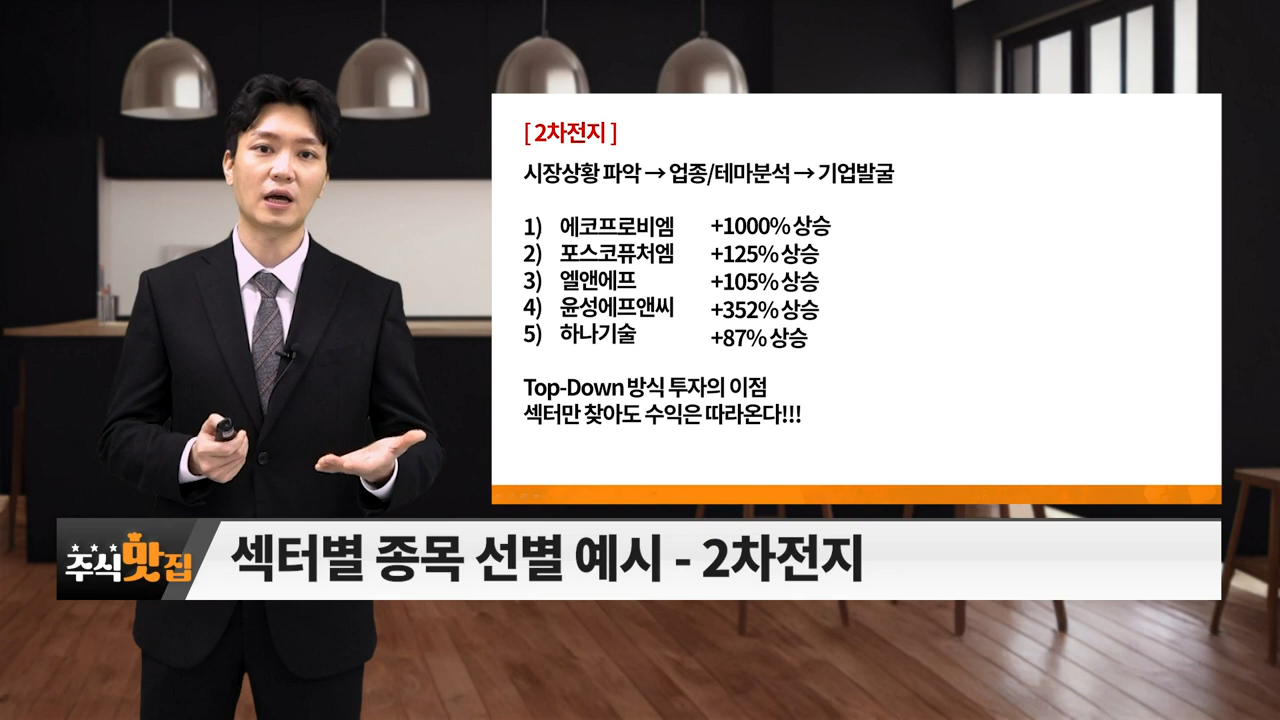 [ 2차전지 ]
시장상황 파악 → 업종/테마분석 → 기업발굴
1) 에코프로비엠 +1000% 상승
2) 포스코퓨처엠 +125% 상승
3) 엘앤에프 +105% 상승
4) 윤성에프앤씨 +352% 상승
5) 하나기술 +87% 상승
Top-Down 방식 투자의 이점
섹터만 찾아도 수익은 따라온다!!!
주식맛집
섹터별 종목 선별 예시 - 2차전지